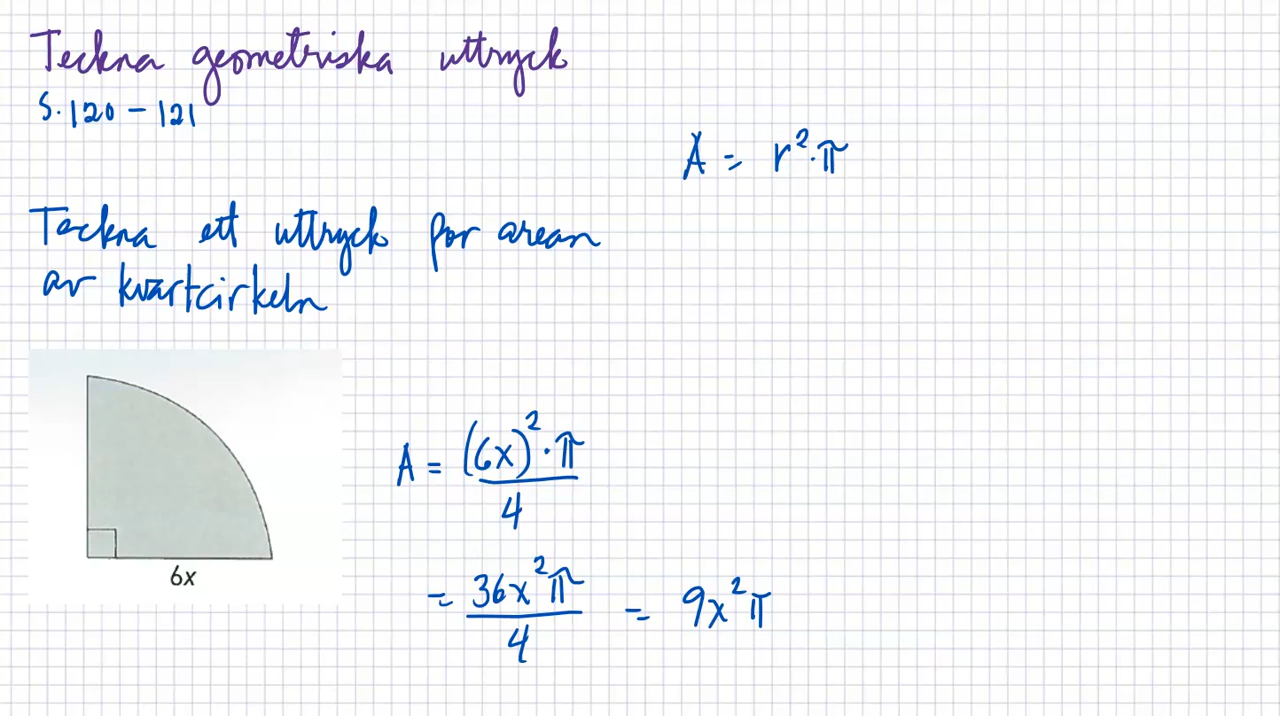 Teckna geometriska uttryck
s. 120 - 121
A = r²·π
Teckna ett uttryck för arean
av kvartcirkeln
A = (6x)²·π / 4
6x
= 36x²π / 4 = 9x²π